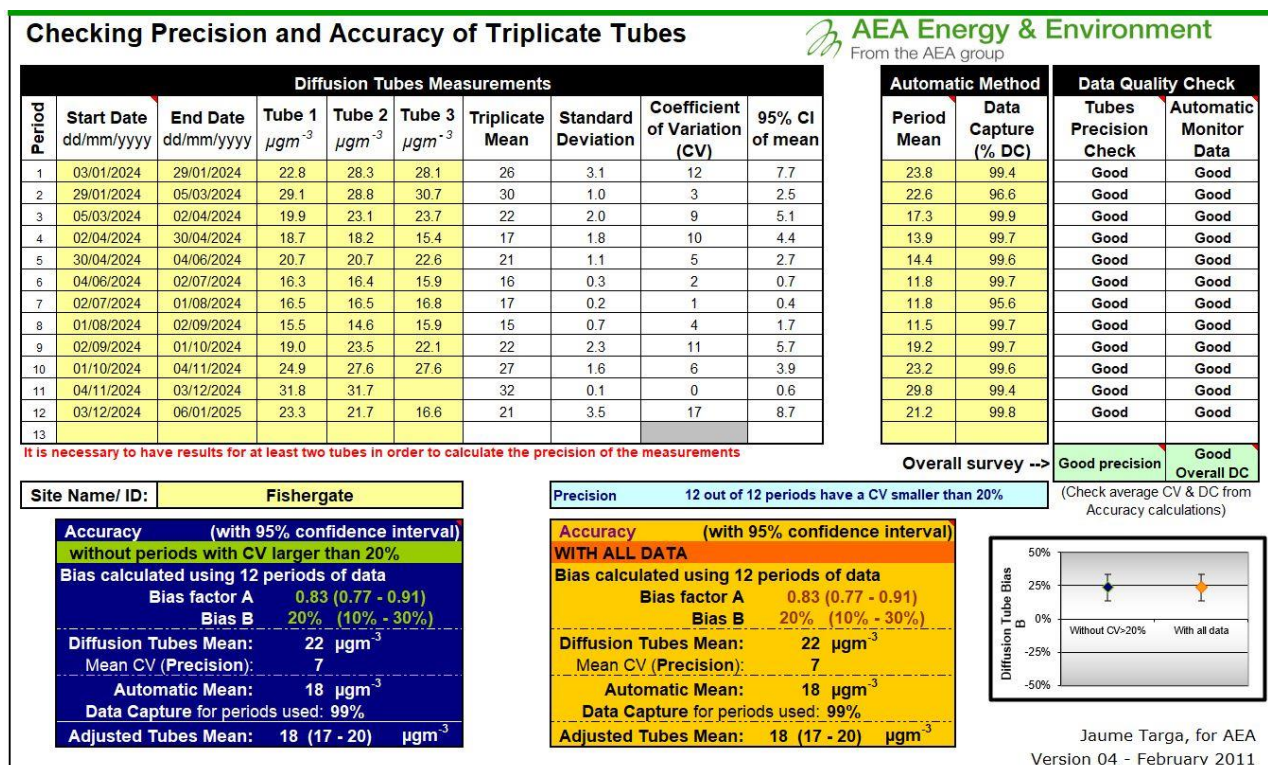 Checking Precision and Accuracy of Triplicate Tubes
AEA Energy & Environment
From the AEA group
Diffusion Tubes Measurements
Automatic Method
Data Quality Check
Period Start Date dd/mm/yyyy End Date dd/mm/yyyy Tube 1 µgm-3 Tube 2 µgm-3 Tube 3 µgm-3 Triplicate Mean Standard Deviation Coefficient of Variation (CV) 95% CI of mean Period Mean Data Capture (% DC) Tubes Precision Check Automatic Monitor Data
1 03/01/2024 29/01/2024 22.8 28.3 28.1 26 3.1 12 7.7 23.8 99.4 Good Good
2 29/01/2024 05/03/2024 29.1 28.8 30.7 30 1.0 3 2.5 22.6 96.6 Good Good
3 05/03/2024 02/04/2024 19.9 23.1 23.7 22 2.0 9 5.1 17.3 99.9 Good Good
4 02/04/2024 30/04/2024 18.7 18.2 15.4 17 1.8 10 4.4 13.9 99.7 Good Good
5 30/04/2024 04/06/2024 20.7 20.7 22.6 21 1.1 5 2.7 14.4 99.6 Good Good
6 04/06/2024 02/07/2024 16.3 16.4 15.9 16 0.3 2 0.7 11.8 99.7 Good Good
7 02/07/2024 01/08/2024 16.5 16.5 16.8 17 0.2 1 0.4 11.8 95.6 Good Good
8 01/08/2024 02/09/2024 15.5 14.6 15.9 15 0.7 4 1.7 11.5 99.7 Good Good
9 02/09/2024 01/10/2024 19.0 23.5 22.1 22 2.3 11 5.7 19.2 99.7 Good Good
10 01/10/2024 04/11/2024 24.9 27.6 27.6 27 1.6 6 3.9 23.2 99.6 Good Good
11 04/11/2024 03/12/2024 31.8 31.7 32 0.1 0 0.6 29.8 99.4 Good Good
12 03/12/2024 06/01/2025 23.3 21.7 16.6 21 3.5 17 8.7 21.2 99.8 Good Good
13
It is necessary to have results for at least two tubes in order to calculate the precision of the measurements
Overall survey --> Good precision Good Overall DC
(Check average CV & DC from Accuracy calculations)
Site Name/ ID: Fishergate
Precision 12 out of 12 periods have a CV smaller than 20%
Accuracy (with 95% confidence interval)
without periods with CV larger than 20%
Bias calculated using 12 periods of data
Bias factor A 0.83 (0.77 - 0.91)
Bias B 20% (10% - 30%)
Diffusion Tubes Mean: 22 µgm-3
Mean CV (Precision): 7
Automatic Mean: 18 µgm-3
Data Capture for periods used: 99%
Adjusted Tubes Mean: 18 (17 - 20) µgm-3
Accuracy (with 95% confidence interval)
WITH ALL DATA
Bias calculated using 12 periods of data
Bias factor A 0.83 (0.77 - 0.91)
Bias B 20% (10% - 30%)
Diffusion Tubes Mean: 22 µgm-3
Mean CV (Precision): 7
Automatic Mean: 18 µgm-3
Data Capture for periods used: 99%
Adjusted Tubes Mean: 18 (17 - 20) µgm-3
Diffusion Tube Bias B
50%
25%
0%
-25%
-50%
Without CV>20% With all data
Jaume Targa, for AEA
Version 04 - February 2011